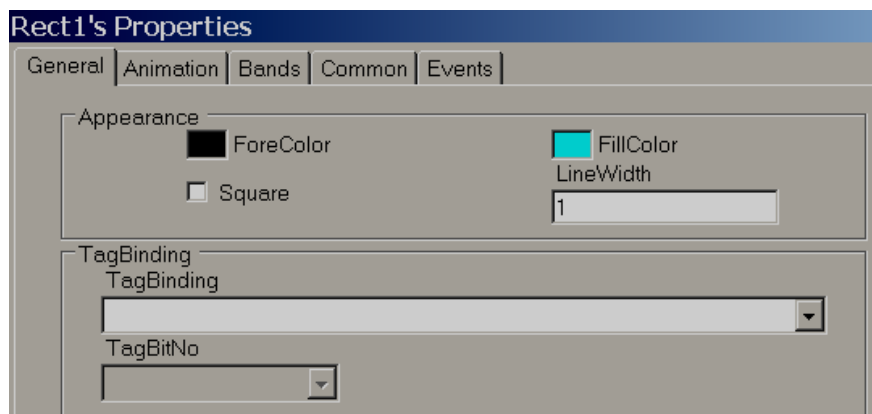 Rect1's Properties
General Animation Bands Common Events
Appearance
ForeColor FillColor
LineWidth
Square
1
TagBinding
TagBinding
TagBitNo